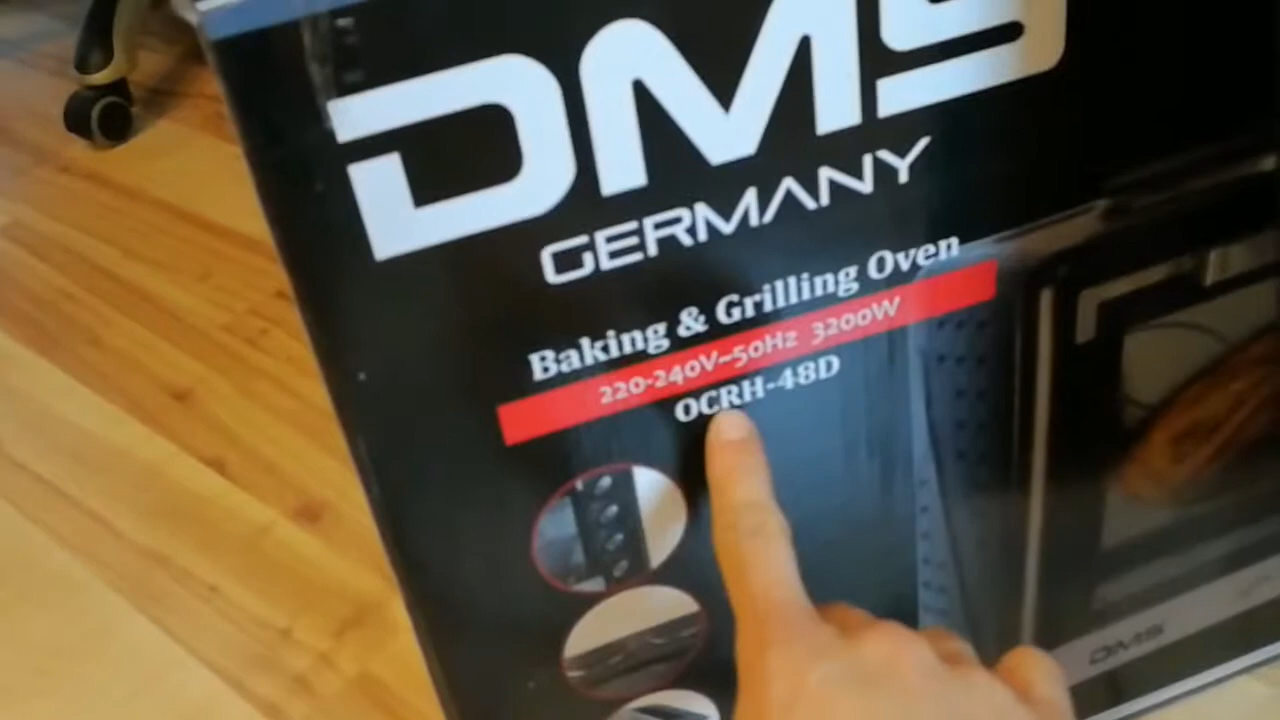 DMS
GERMANY
Baking & Grilling Oven
220-240V~50Hz 3200W
OCRH-48D
DMS